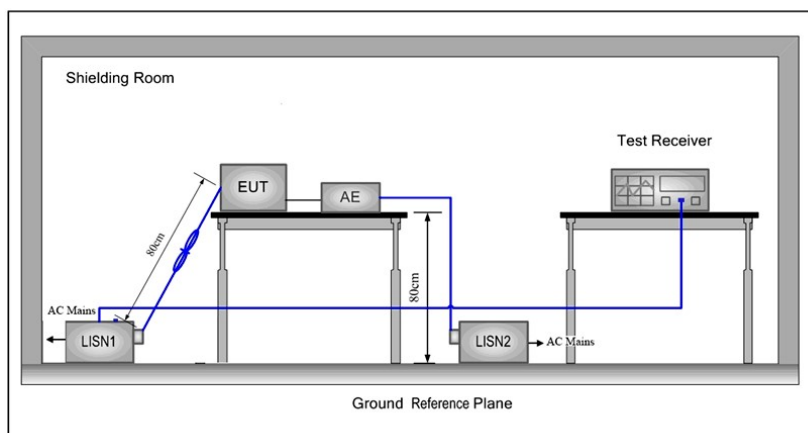 Shielding Room
Test Receiver
EUT
AE
80cm
80cm
AC Mains
LISN1
LISN2
AC Mains
Ground Reference Plane